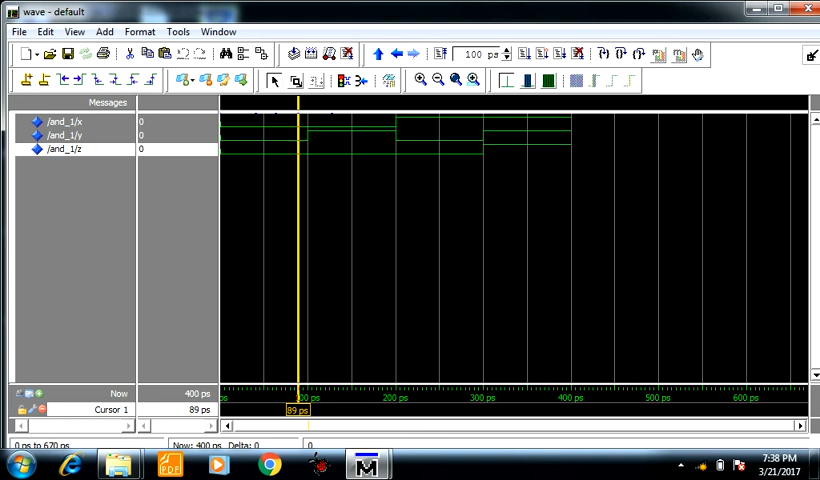 wave - default
File Edit View Add Format Tools Window
100 ps
Messages
/and_1/x 0
/and_1/y 0
/and_1/z 0
Now 400 ps
Cursor 1 89 ps
ps 200 ps 300 ps 400 ps 500 ps 600 ps
89 ps
0 ps to 670 ps Now: 400 ps Delta: 0 0
PDF
M
7:38 PM
3/21/2017